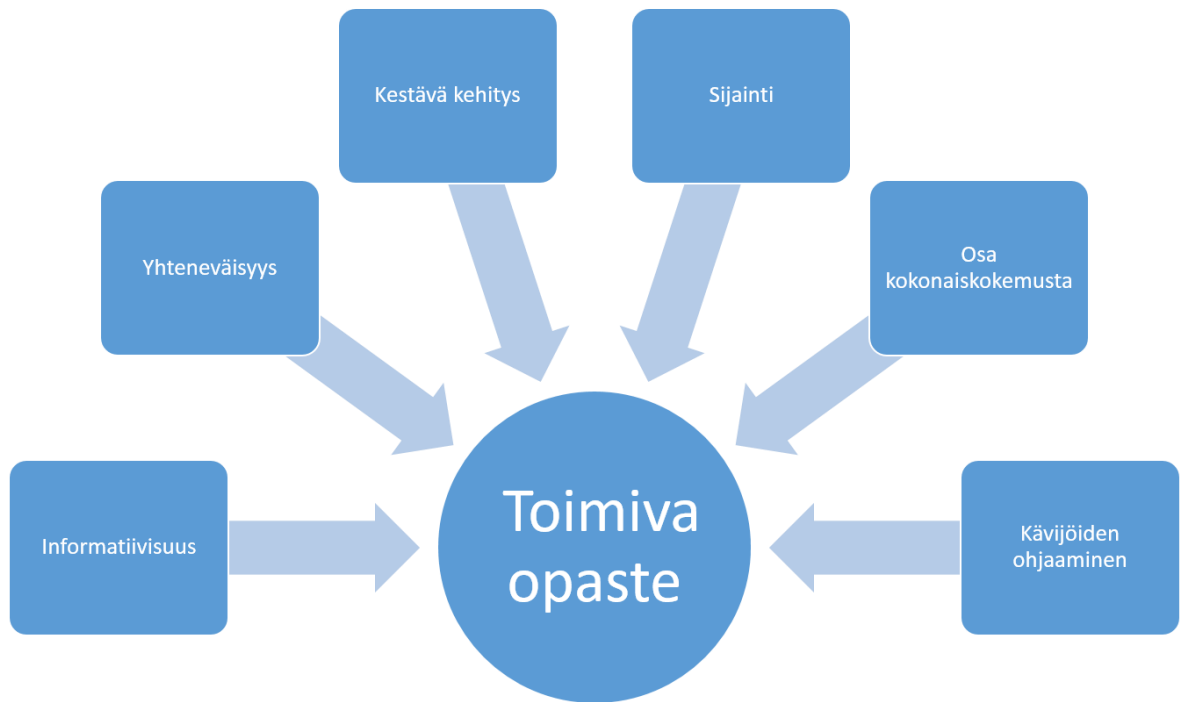 Kestävä kehitys
Sijainti
Yhteneväisyys
Osa
kokonaiskokemusta
Informatiivisuus
Toimiva
opaste
Kävijöiden
ohjaaminen